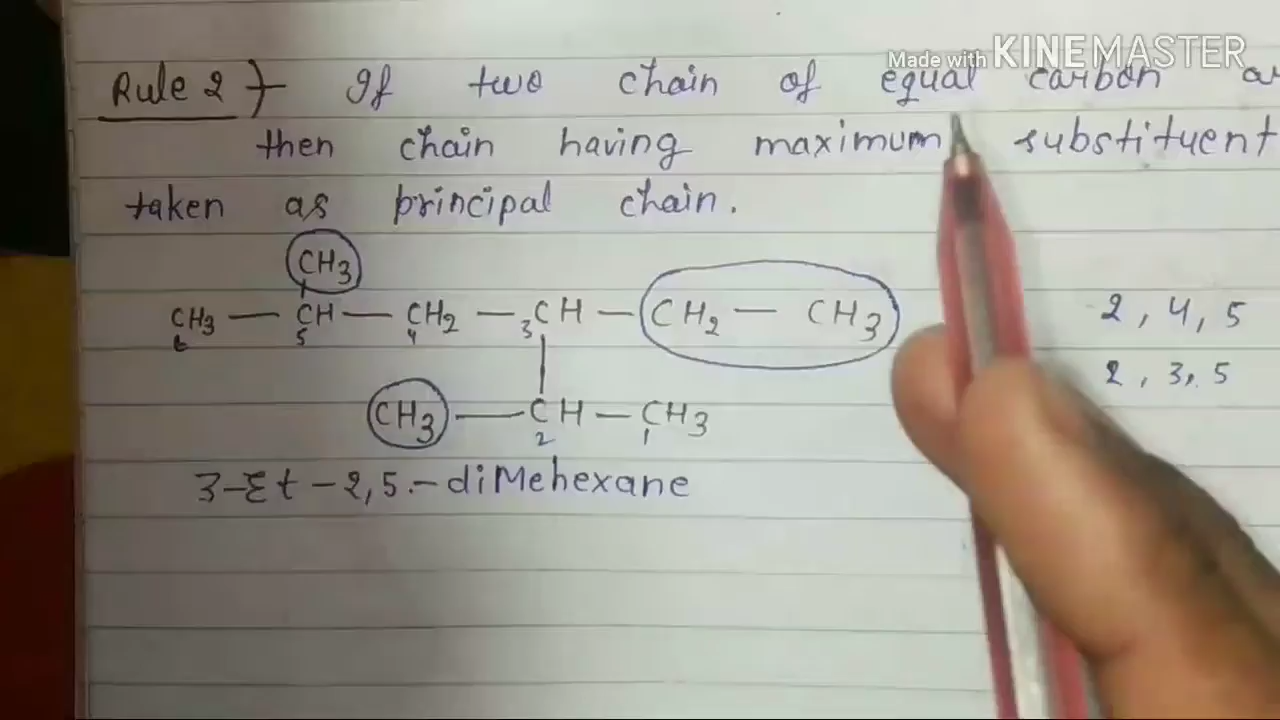 Made with KINEMASTER
Rule 2 }- If two chain of equal carbon
then chain having maximum substituent
taken as principal chain.
CH3
CH3 — CH — CH2 — CH — CH2 — CH3
6 5 4 3
2, 4, 5
2, 3, 5
CH3 — CH — CH3
2 1
3-Et-2,5.-diMehexane